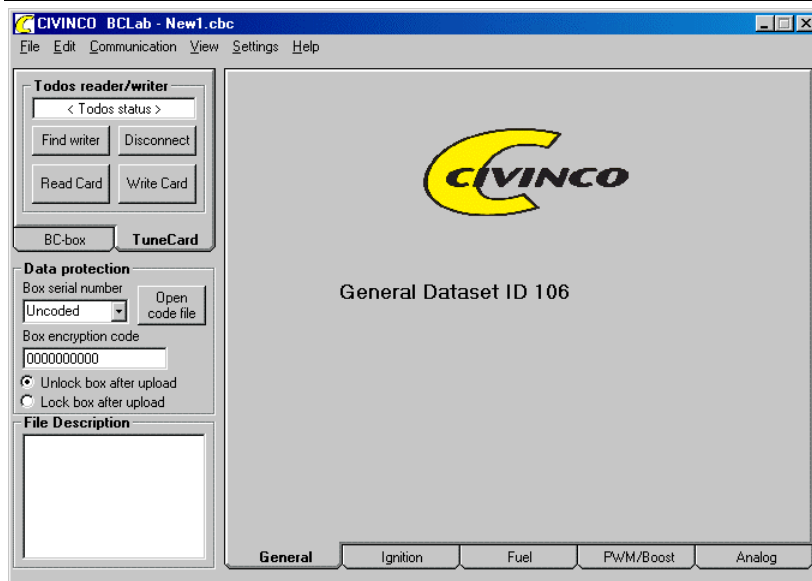 CIVINCO BCLab - New1.cbc
File Edit Communication View Settings Help
Todos reader/writer
< Todos status >
Find writer Disconnect
Read Card Write Card
BC-box TuneCard
Data protection
Box serial number
Uncoded
Open
code file
Box encryption code
0000000000
Unlock box after upload
Lock box after upload
File Description
CIVINCO
General Dataset ID 106
General Ignition Fuel PWM/Boost Analog